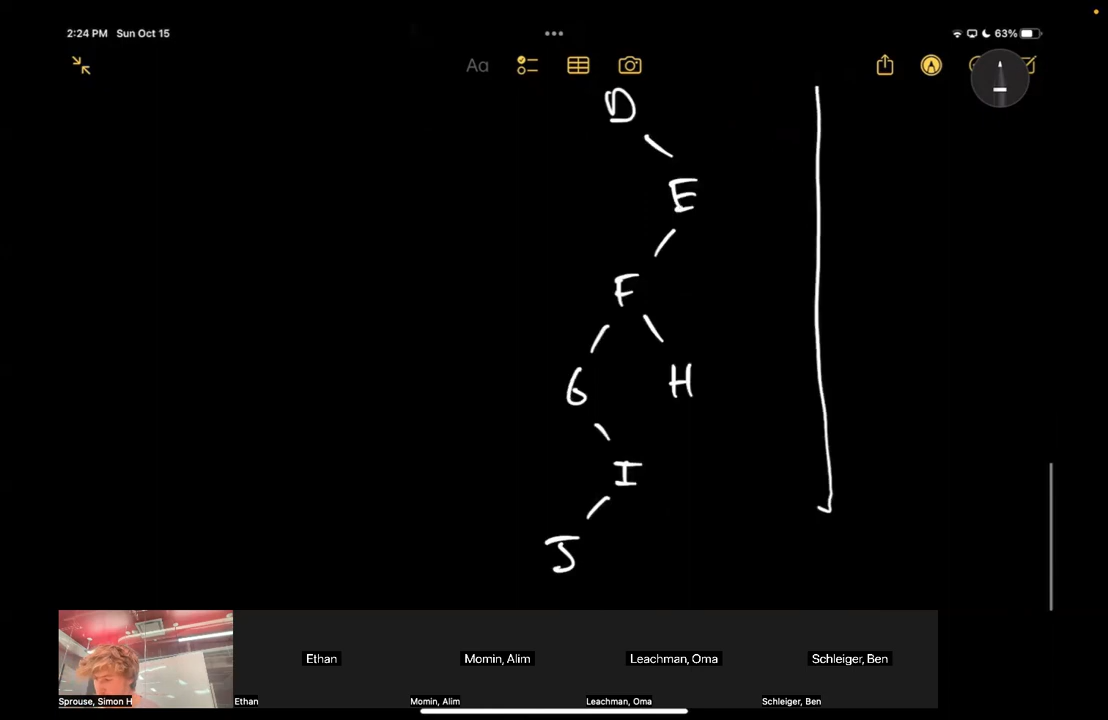 2:24 PM Sun Oct 15
63%
Aa
D
E
F
G H
I
J
Ethan Momin, Alim Leachman, Oma Schleiger, Ben
Sprouse, Simon H Ethan Momin, Alim Leachman, Oma Schleiger, Ben